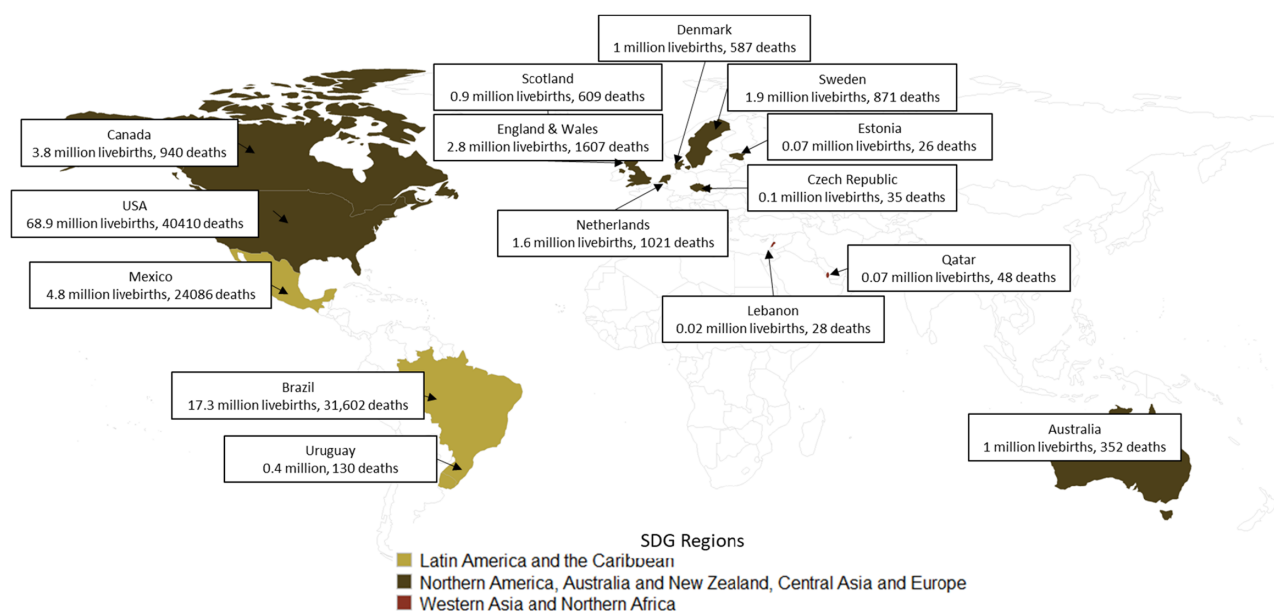 Denmark
1 million livebirths, 587 deaths
Scotland
0.9 million livebirths, 609 deaths
Sweden
1.9 million livebirths, 871 deaths
Canada
3.8 million livebirths, 940 deaths
England & Wales
2.8 million livebirths, 1607 deaths
Estonia
0.07 million livebirths, 26 deaths
Czech Republic
0.1 million livebirths, 35 deaths
USA
68.9 million livebirths, 40410 deaths
Netherlands
1.6 million livebirths, 1021 deaths
Mexico
4.8 million livebirths, 24086 deaths
Qatar
0.07 million livebirths, 48 deaths
Lebanon
0.02 million livebirths, 28 deaths
Brazil
17.3 million livebirths, 31,602 deaths
Uruguay
0.4 million, 130 deaths
Australia
1 million livebirths, 352 deaths
SDG Regions
Latin America and the Caribbean
Northern America, Australia and New Zealand, Central Asia and Europe
Western Asia and Northern Africa